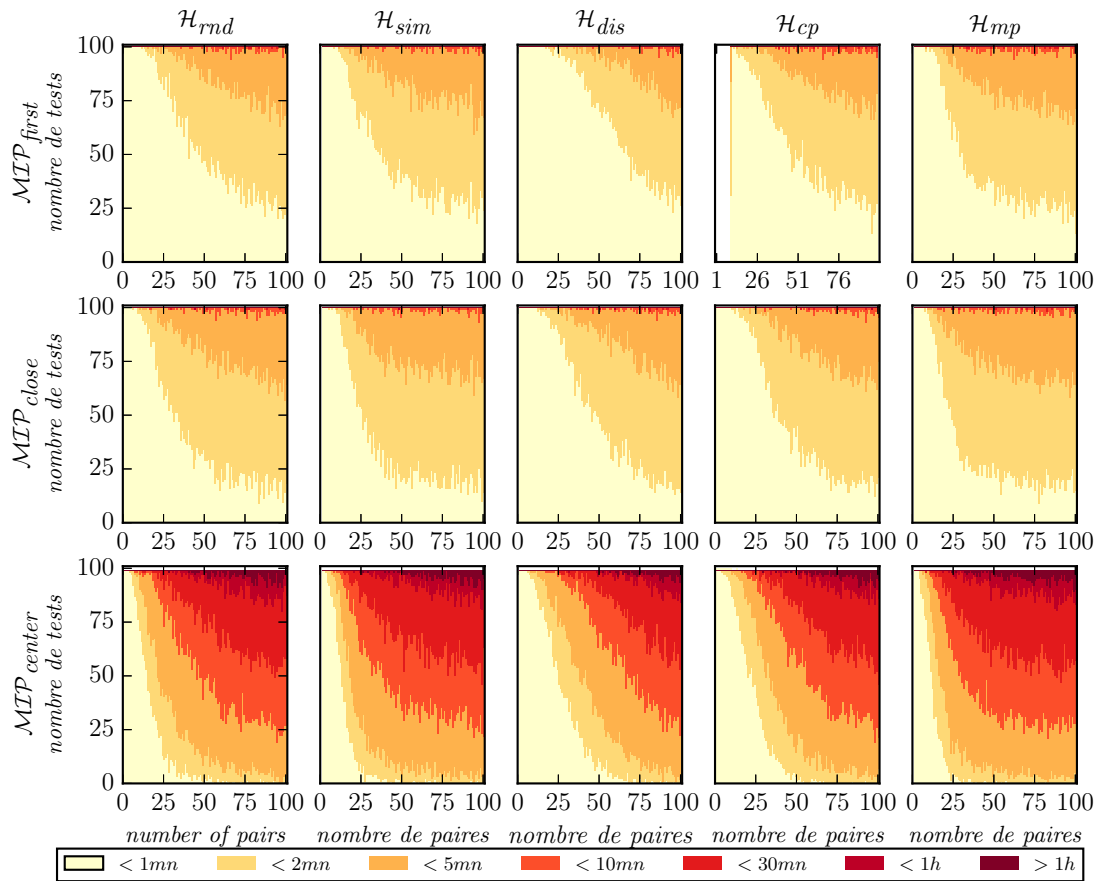 𝓗rnd 𝓗sim 𝓗dis 𝓗cp 𝓗mp
MIP first
nombre de tests
100
75
50
25
0
0 25 50 75 100 0 25 50 75 100 0 25 50 75 100 1 26 51 76 0 25 50 75 100
MIP close
nombre de tests
100
75
50
25
0
0 25 50 75 100 0 25 50 75 100 0 25 50 75 100 0 25 50 75 100 0 25 50 75 100
MIP center
nombre de tests
100
75
50
25
0
0 25 50 75 100 0 25 50 75 100 0 25 50 75 100 0 25 50 75 100 0 25 50 75 100
number of pairs nombre de paires nombre de paires nombre de paires nombre de paires
< 1mn < 2mn < 5mn < 10mn < 30mn < 1h > 1h